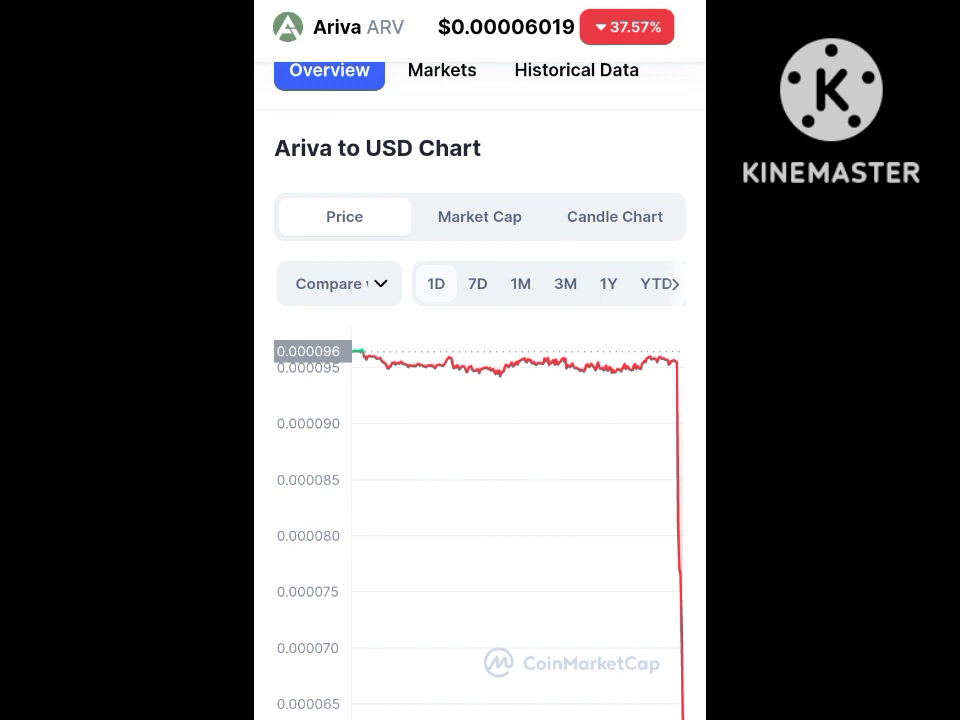 Ariva ARV $0.00006019 37.57%
Overview Markets Historical Data
Ariva to USD Chart
Price Market Cap Candle Chart
Compare 1D 7D 1M 3M 1Y YTD
0.000096
0.000095
0.000090
0.000085
0.000080
0.000075
0.000070
CoinMarketCap
0.000065
K
KINEMASTER